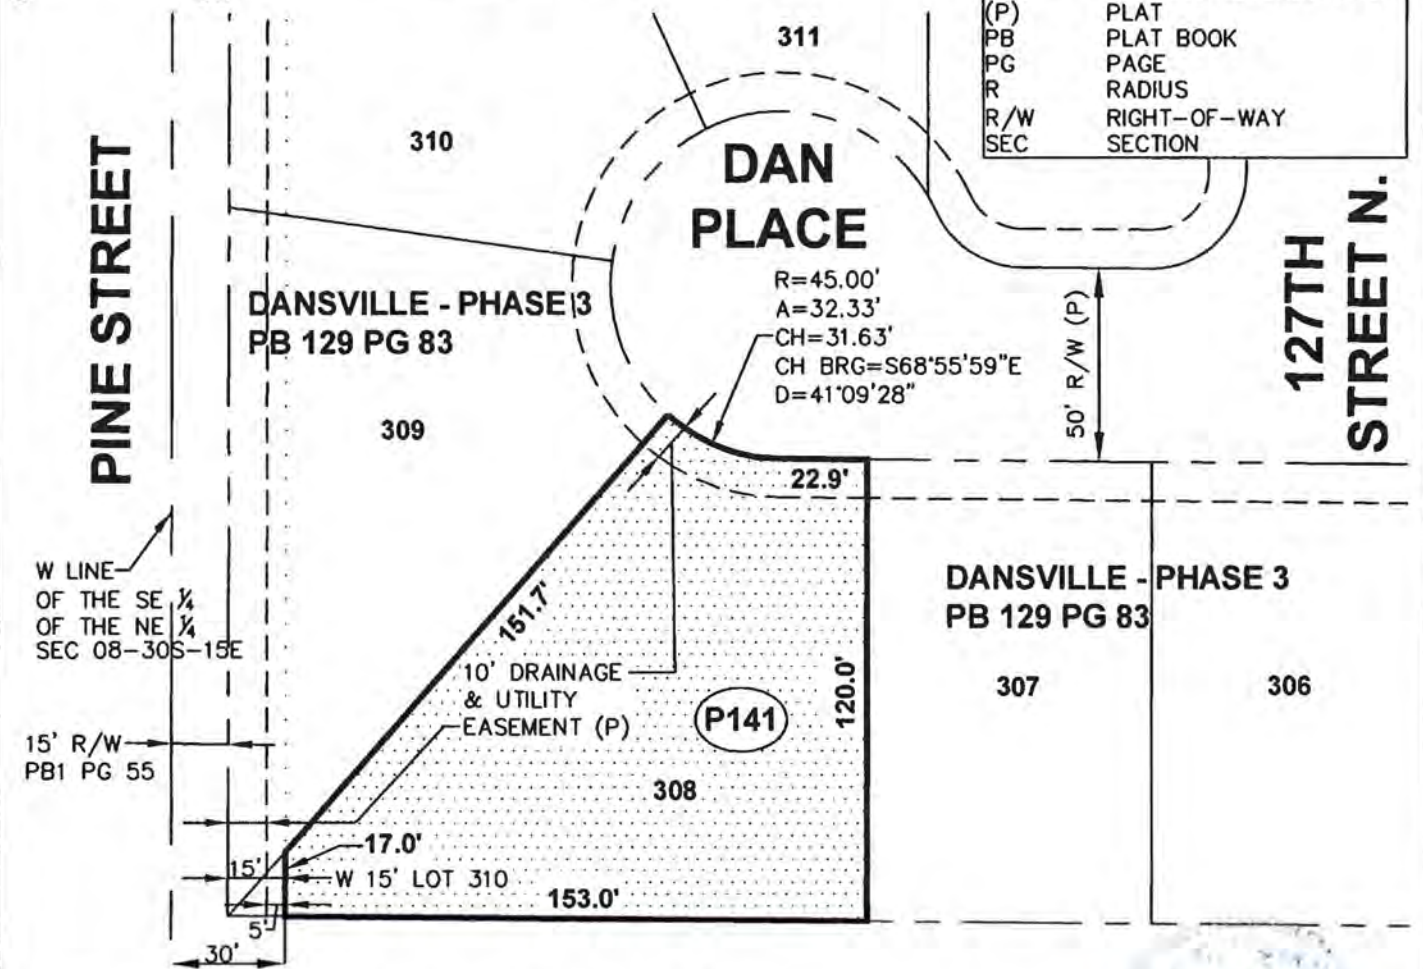 (P) PLAT
PB PLAT BOOK
PG PAGE
R RADIUS
R/W RIGHT-OF-WAY
SEC SECTION
311
310
DAN
PLACE
PINE STREET
127TH
STREET N.
R=45.00'
A=32.33'
CH=31.63'
CH BRG=S68°55'59"E
D=41°09'28"
50' R/W (P)
DANSVILLE - PHASE 3
PB 129 PG 83
309
22.9'
W LINE
OF THE SE ¼
OF THE NE ¼
SEC 08-30S-15E
151.7'
DANSVILLE - PHASE 3
PB 129 PG 83
10' DRAINAGE
& UTILITY
EASEMENT (P)
P141
120.0'
307
306
15' R/W
PB1 PG 55
308
17.0'
15'
W 15' LOT 310
153.0'
5'
30'